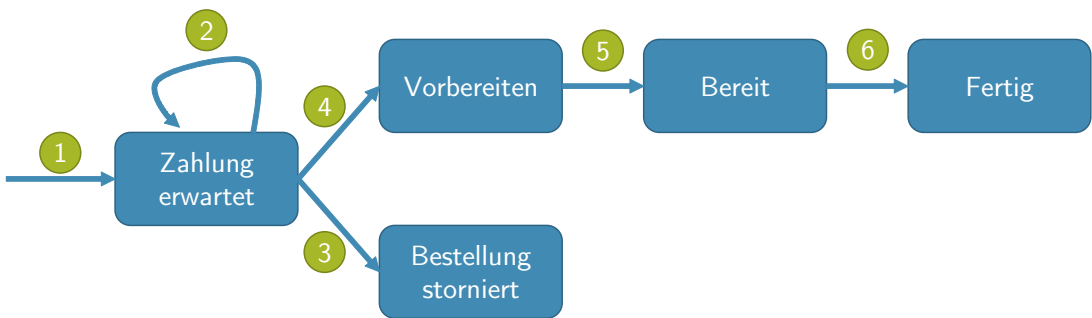 2
1
Zahlung
erwartet
4
Vorbereiten
5
Bereit
6
Fertig
3
Bestellung
storniert